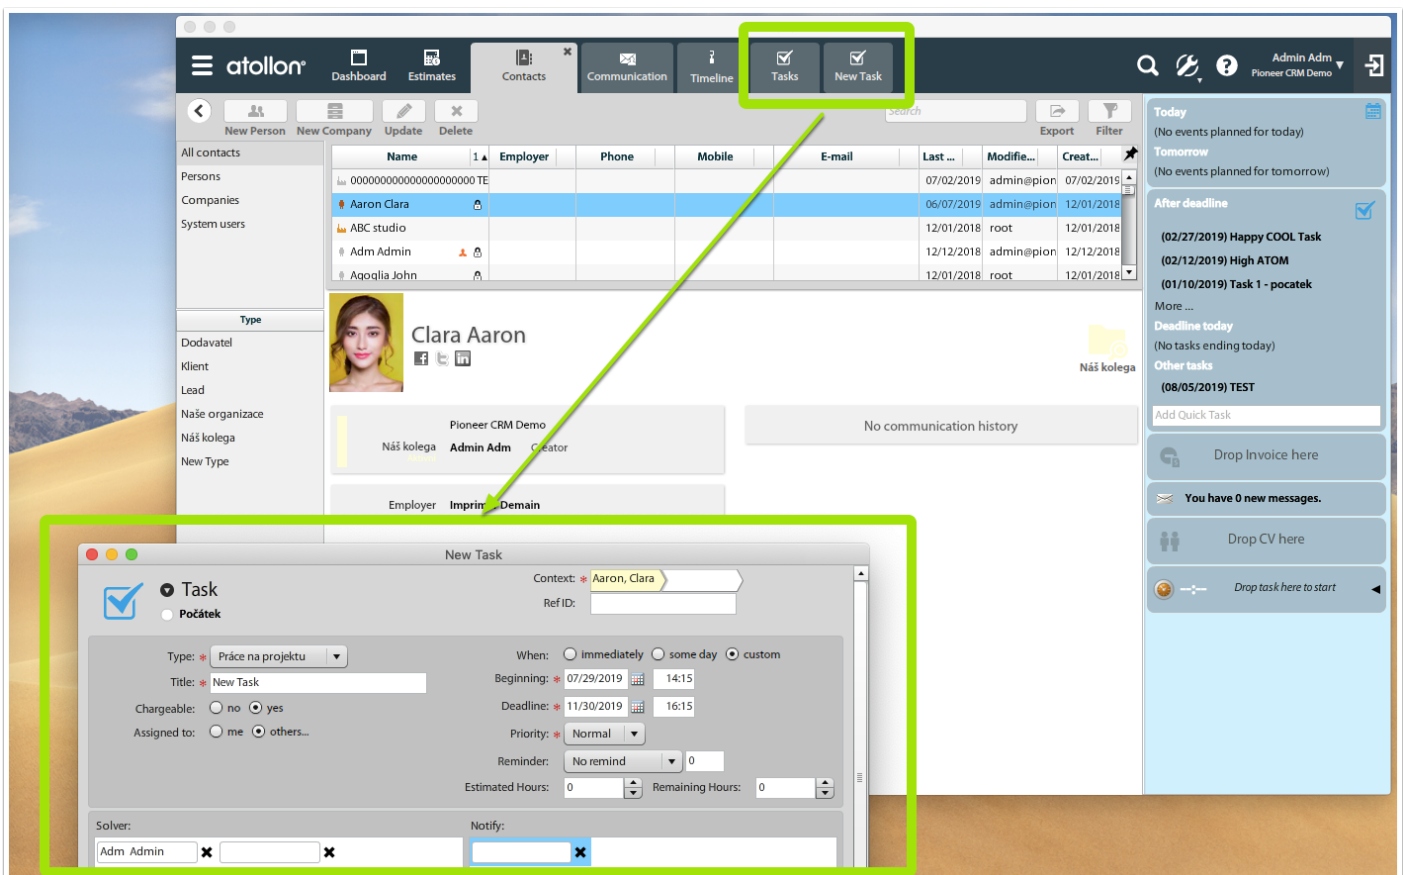 atollon
Dashboard
Estimates
Contacts
Communication
Timeline
Tasks
New Task
Admin Adm
Pioneer CRM Demo
New Person
New Company
Update
Delete
Search
Export
Filter
All contacts
Persons
Companies
System users
Type
Dodavatel
Klient
Lead
Naše organizace
Náš kolega
New Type
Name 1 Employer Phone Mobile E-mail Last ... Modifie... Creat...
000000000000000000000 TE 07/02/2019 admin@pion 07/02/2019
Aaron Clara 06/07/2019 admin@pion 12/01/2018
ABC studio 12/01/2018 root 12/01/2018
Adm Admin 12/12/2018 admin@pion 12/12/2018
Agoglia John 12/01/2018 root 12/01/2018
Clara Aaron
Náš kolega
Pioneer CRM Demo
Náš kolega Admin Adm
Employer
No communication history
Today
(No events planned for today)
Tomorrow
(No events planned for tomorrow)
After deadline
(02/27/2019) Happy COOL Task
(02/12/2019) High ATOM
(01/10/2019) Task 1 - pocatek
More ...
Deadline today
(No tasks ending today)
Other tasks
(08/05/2019) TEST
Add Quick Task
Drop Invoice here
You have 0 new messages.
Drop CV here
--:-- Drop task here to start
New Task
Task
Počátek
Context: * Aaron, Clara
Ref ID:
Type: * Práce na projektu
Title: * New Task
Chargeable: no yes
Assigned to: me others...
When: immediately some day custom
Beginning: * 07/29/2019 14:15
Deadline: * 11/30/2019 16:15
Priority: * Normal
Reminder: No remind 0
Estimated Hours: 0 Remaining Hours: 0
Solver:
Adm Admin
Notify: